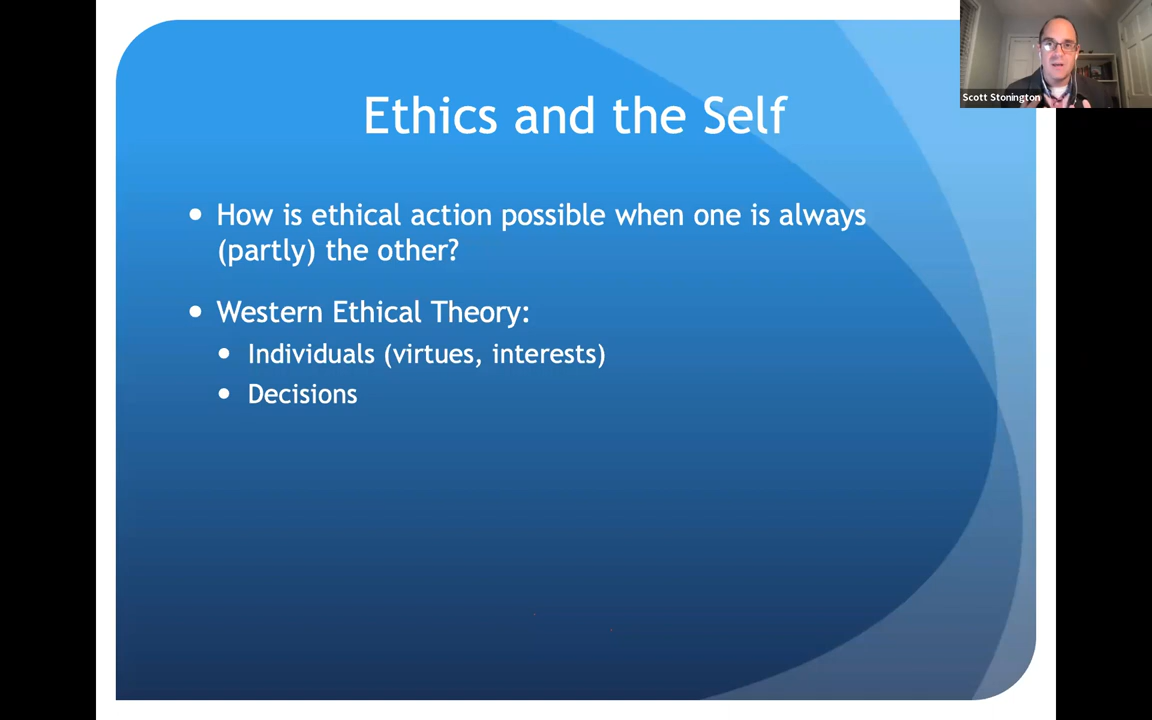 Scott Stonington
Ethics and the Self
How is ethical action possible when one is always
(partly) the other?
Western Ethical Theory:
Individuals (virtues, interests)
Decisions